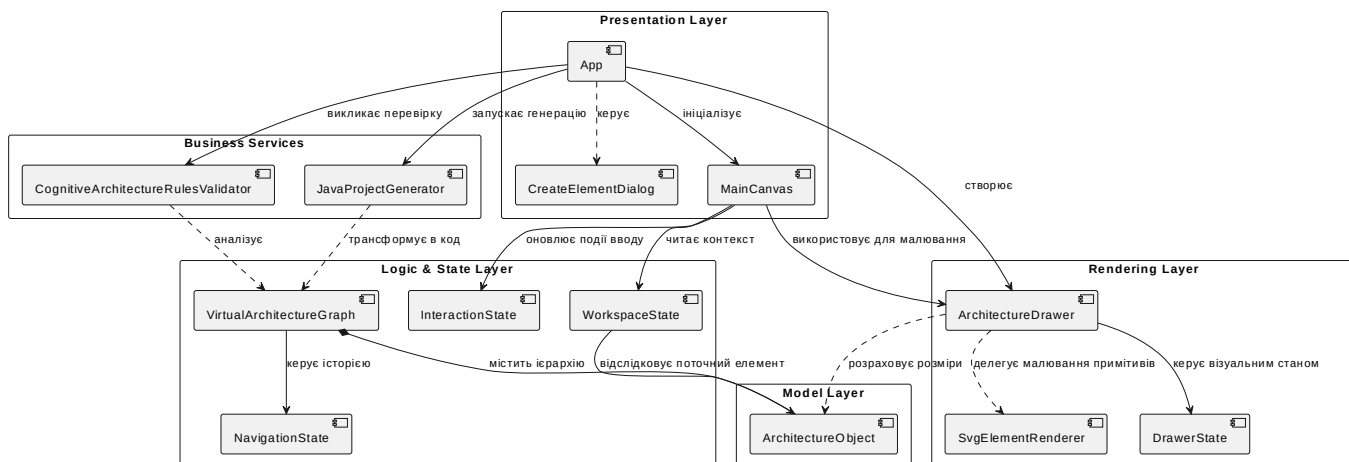 Presentation Layer
App
викликає перевірку
запускає генерацію
керує
ініціалізує
Business Services
CognitiveArchitectureRulesValidator
JavaProjectGenerator
CreateElementDialog
MainCanvas
створює
аналізує
трансформує в код
оновлює події вводу
читає контекст
використовує для малювання
Logic & State Layer
Rendering Layer
VirtualArchitectureGraph
InteractionState
WorkspaceState
ArchitectureDrawer
керує історією
містить ієрархію
відслідковує поточний елемент
розраховує розміри
делегує малювання примітивів
керує візуальним станом
Model Layer
NavigationState
ArchitectureObject
SvgElementRenderer
DrawerState